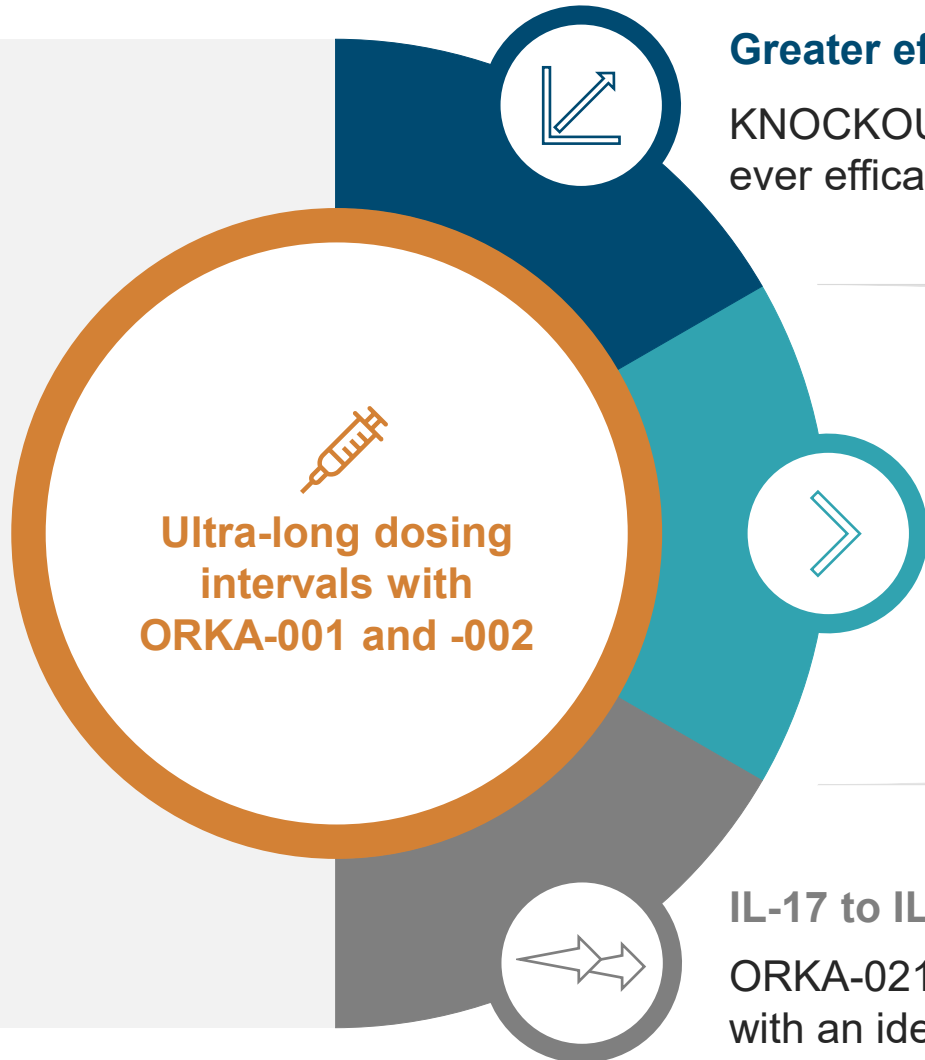 Greater ef
KNOCKOU
ever effica
Ultra-long dosing
intervals with
ORKA-001 and -002
IL-17 to IL
ORKA-021
with an ide